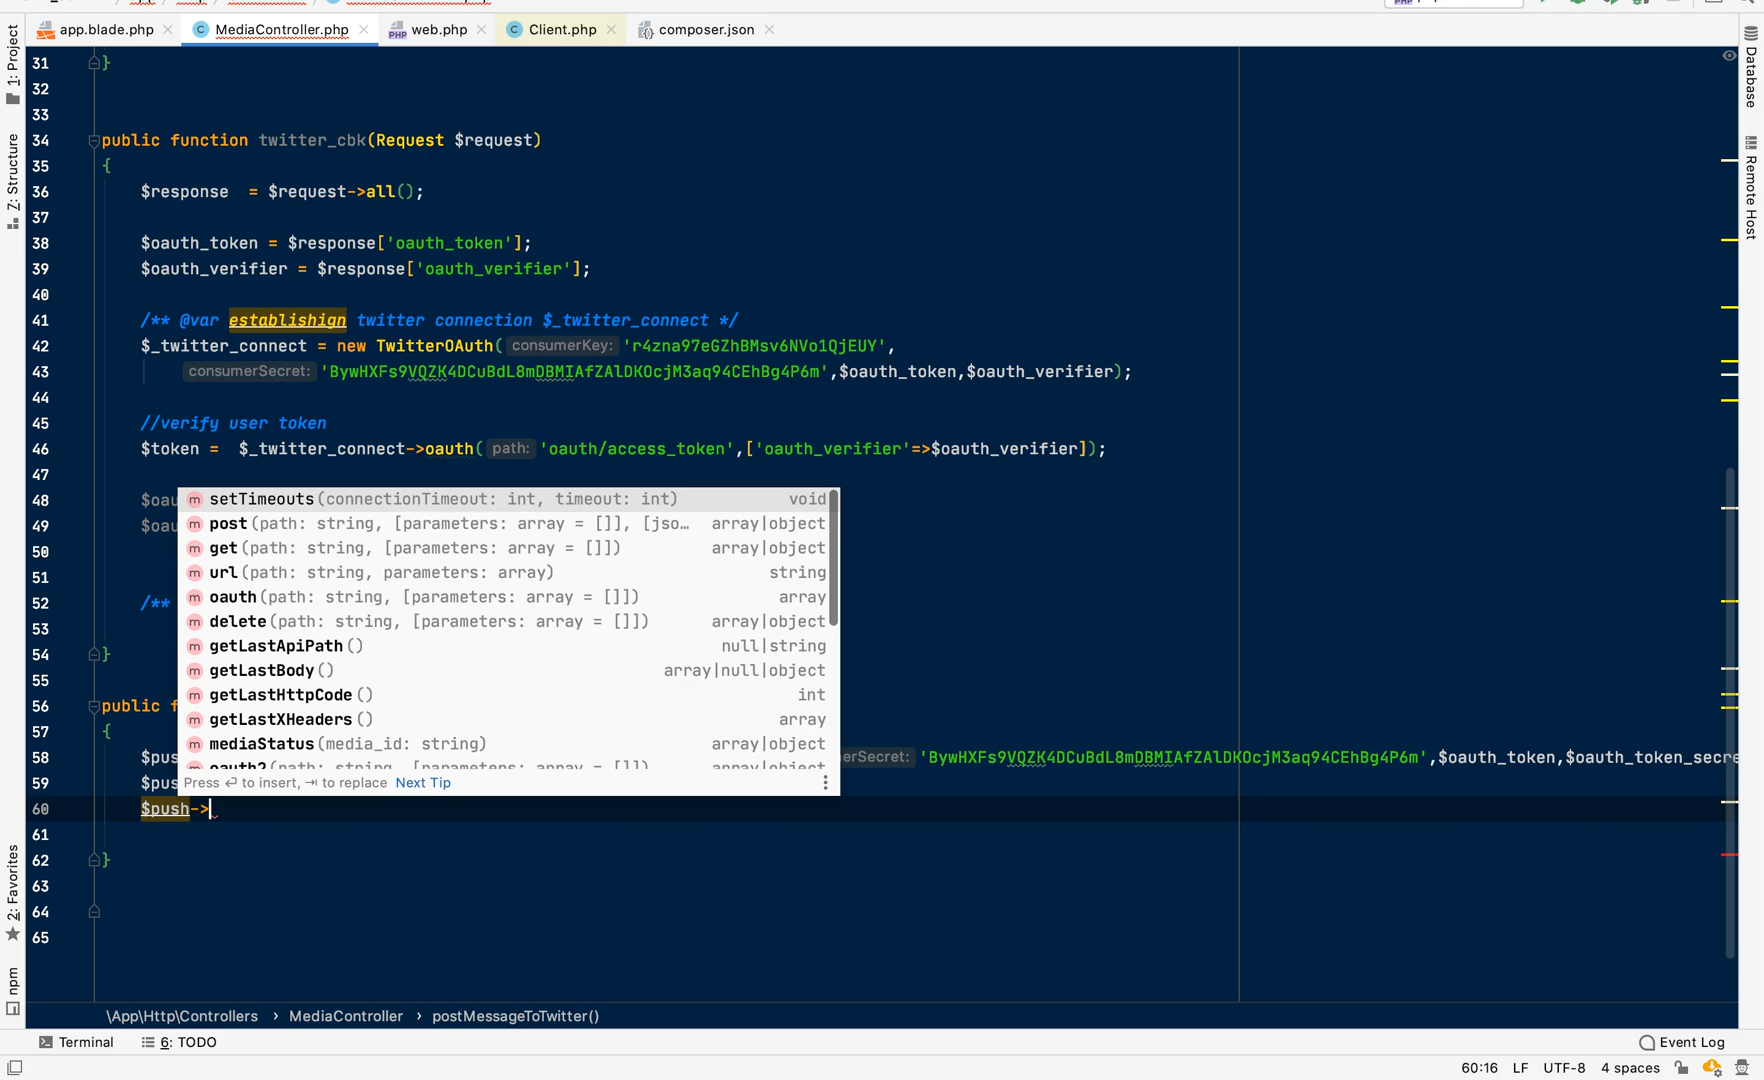 app.blade.php MediaController.php web.php Client.php composer.json
1: Project
Z: Structure
2: Favorites
npm
Database
Remote Host
31 }
32
33
34 public function twitter_cbk(Request $request)
35 {
36 $response = $request->all();
37
38 $oauth_token = $response['oauth_token'];
39 $oauth_verifier = $response['oauth_verifier'];
40
41 /** @var establishign twitter connection $_twitter_connect */
42 $_twitter_connect = new TwitterOAuth( consumerKey: 'r4zna97eGZhBMsv6NVo1QjEUY',
43 consumerSecret: 'BywHXFs9VQZK4DCuBdL8mDBMIAfZAlDKOcjM3aq94CEhBg4P6m',$oauth_token,$oauth_verifier);
44
45 //verify user token
46 $token = $_twitter_connect->oauth( path: 'oauth/access_token',['oauth_verifier'=>$oauth_verifier]);
47
48 $oau
49 $oau
50
51
52 /**
53
54 }
55
56 public f
57 {
58 $pus erSecret: 'BywHXFs9VQZK4DCuBdL8mDBMIAfZAlDKOcjM3aq94CEhBg4P6m',$oauth_token,$oauth_token_secre
59 $pus
60 $push->
61
62 }
63
64
65
m setTimeouts(connectionTimeout: int, timeout: int) void
m post(path: string, [parameters: array = []], [jso… array|object
m get(path: string, [parameters: array = []]) array|object
m url(path: string, parameters: array) string
m oauth(path: string, [parameters: array = []]) array
m delete(path: string, [parameters: array = []]) array|object
m getLastApiPath() null|string
m getLastBody() array|null|object
m getLastHttpCode() int
m getLastXHeaders() array
m mediaStatus(media_id: string) array|object
m oauth2(path: string, [parameters: array = []]) array|object
Press ↵ to insert, ⇥ to replace Next Tip
\App\Http\Controllers › MediaController › postMessageToTwitter()
Terminal 6: TODO Event Log
60:16 LF UTF-8 4 spaces